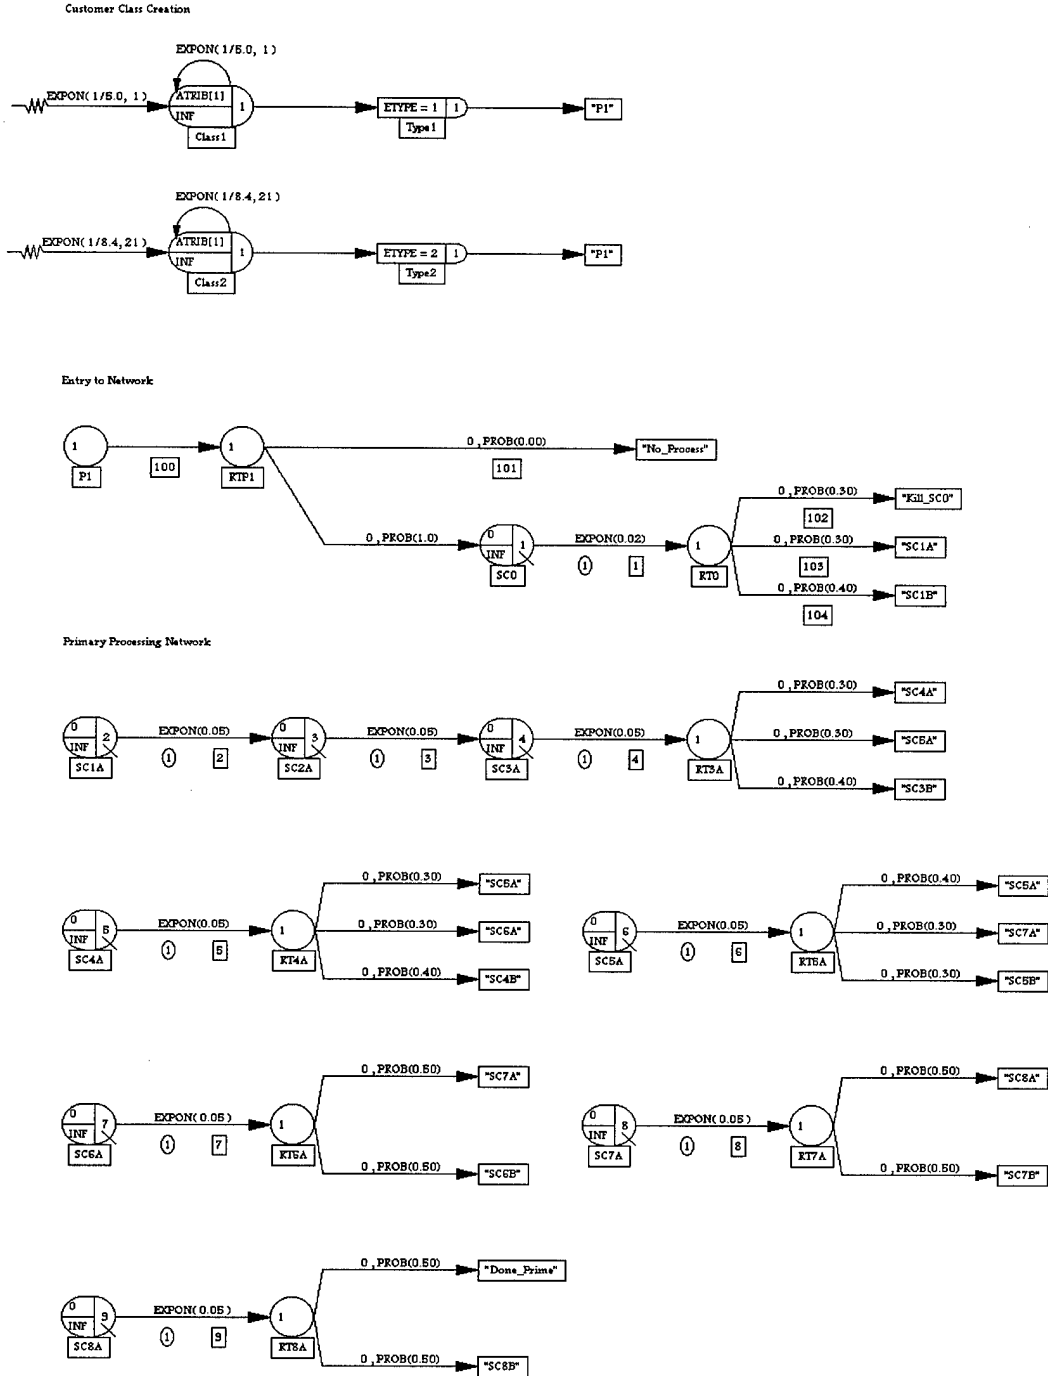 Customer Class Creation
EXPON( 1/5.0, 1 )
EXPON( 1/5.0, 1 )
ATRIB[1]
INF
1
Class1
ETYPE = 1
1
Type1
"P1"
EXPON( 1/8.4, 21 )
EXPON( 1/8.4, 21 )
ATRIB[1]
INF
1
Class2
ETYPE = 2
1
Type2
"P1"
Entry to Network
1
P1
100
1
RTP1
0 , PROB(0.00)
101
"No_Process"
0 , PROB(1.0)
0
INF
1
SC0
EXPON(0.02)
1
1
1
RT0
0 , PROB(0.30)
102
"Kill_SC0"
0 , PROB(0.30)
103
"SC1A"
0 , PROB(0.40)
104
"SC1B"
Primary Processing Network
0
INF
2
SC1A
EXPON(0.05)
1
2
0
INF
3
SC2A
EXPON(0.05)
1
3
0
INF
4
SC3A
EXPON(0.05)
1
4
1
RT3A
0 , PROB(0.30)
"SC4A"
0 , PROB(0.30)
"SC5A"
0 , PROB(0.40)
"SC3B"
0
INF
5
SC4A
EXPON(0.05)
1
5
1
RT4A
0 , PROB(0.30)
"SC5A"
0 , PROB(0.30)
"SC6A"
0 , PROB(0.40)
"SC4B"
0
INF
6
SC5A
EXPON(0.05)
1
6
1
RT5A
0 , PROB(0.40)
"SC5A"
0 , PROB(0.30)
"SC7A"
0 , PROB(0.30)
"SC5B"
0
INF
7
SC6A
EXPON( 0.05 )
1
7
1
RT6A
0 , PROB(0.50)
"SC7A"
0 , PROB(0.50)
"SC6B"
0
INF
8
SC7A
EXPON( 0.05 )
1
8
1
RT7A
0 , PROB(0.50)
"SC8A"
0 , PROB(0.50)
"SC7B"
0
INF
9
SC8A
EXPON( 0.05 )
1
9
1
RT8A
0 , PROB(0.50)
"Done_Prime"
0 , PROB(0.50)
"SC8B"